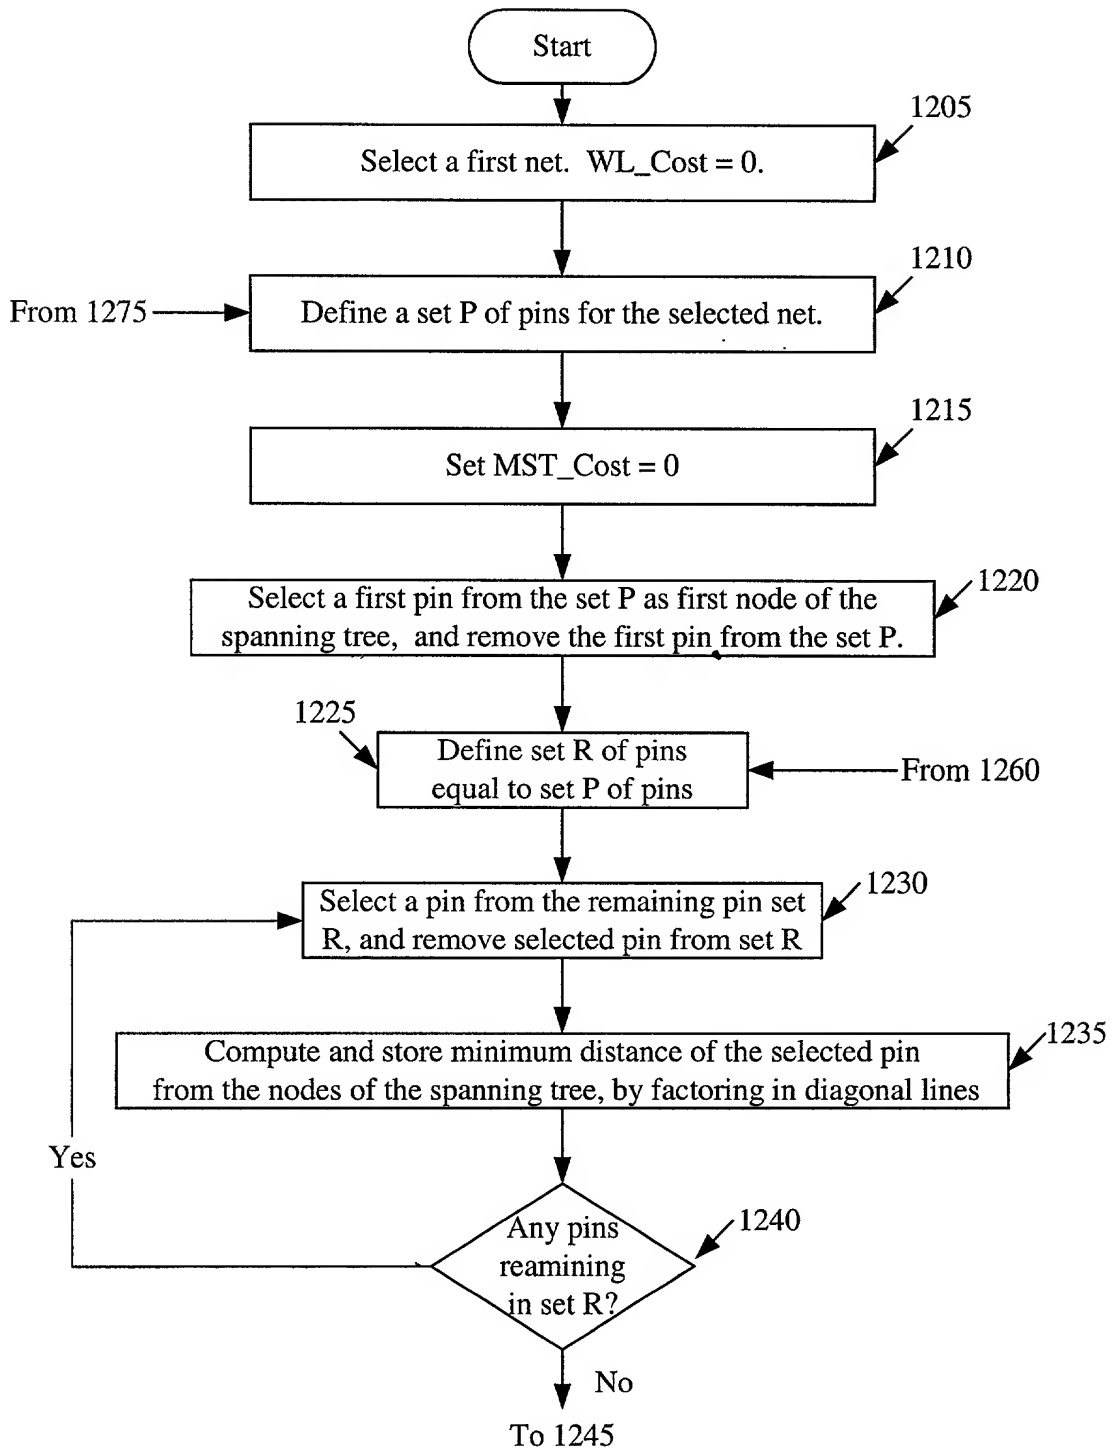 Start
1205
Select a first net. WL_Cost = 0.
1210
From 1275
Define a set P of pins for the selected net.
1215
Set MST_Cost = 0
1220
Select a first pin from the set P as first node of the
spanning tree, and remove the first pin from the set P.
1225
Define set R of pins
equal to set P of pins
From 1260
1230
Select a pin from the remaining pin set
R, and remove selected pin from set R
1235
Compute and store minimum distance of the selected pin
from the nodes of the spanning tree, by factoring in diagonal lines
Yes
1240
Any pins
reamining
in set R?
No
To 1245